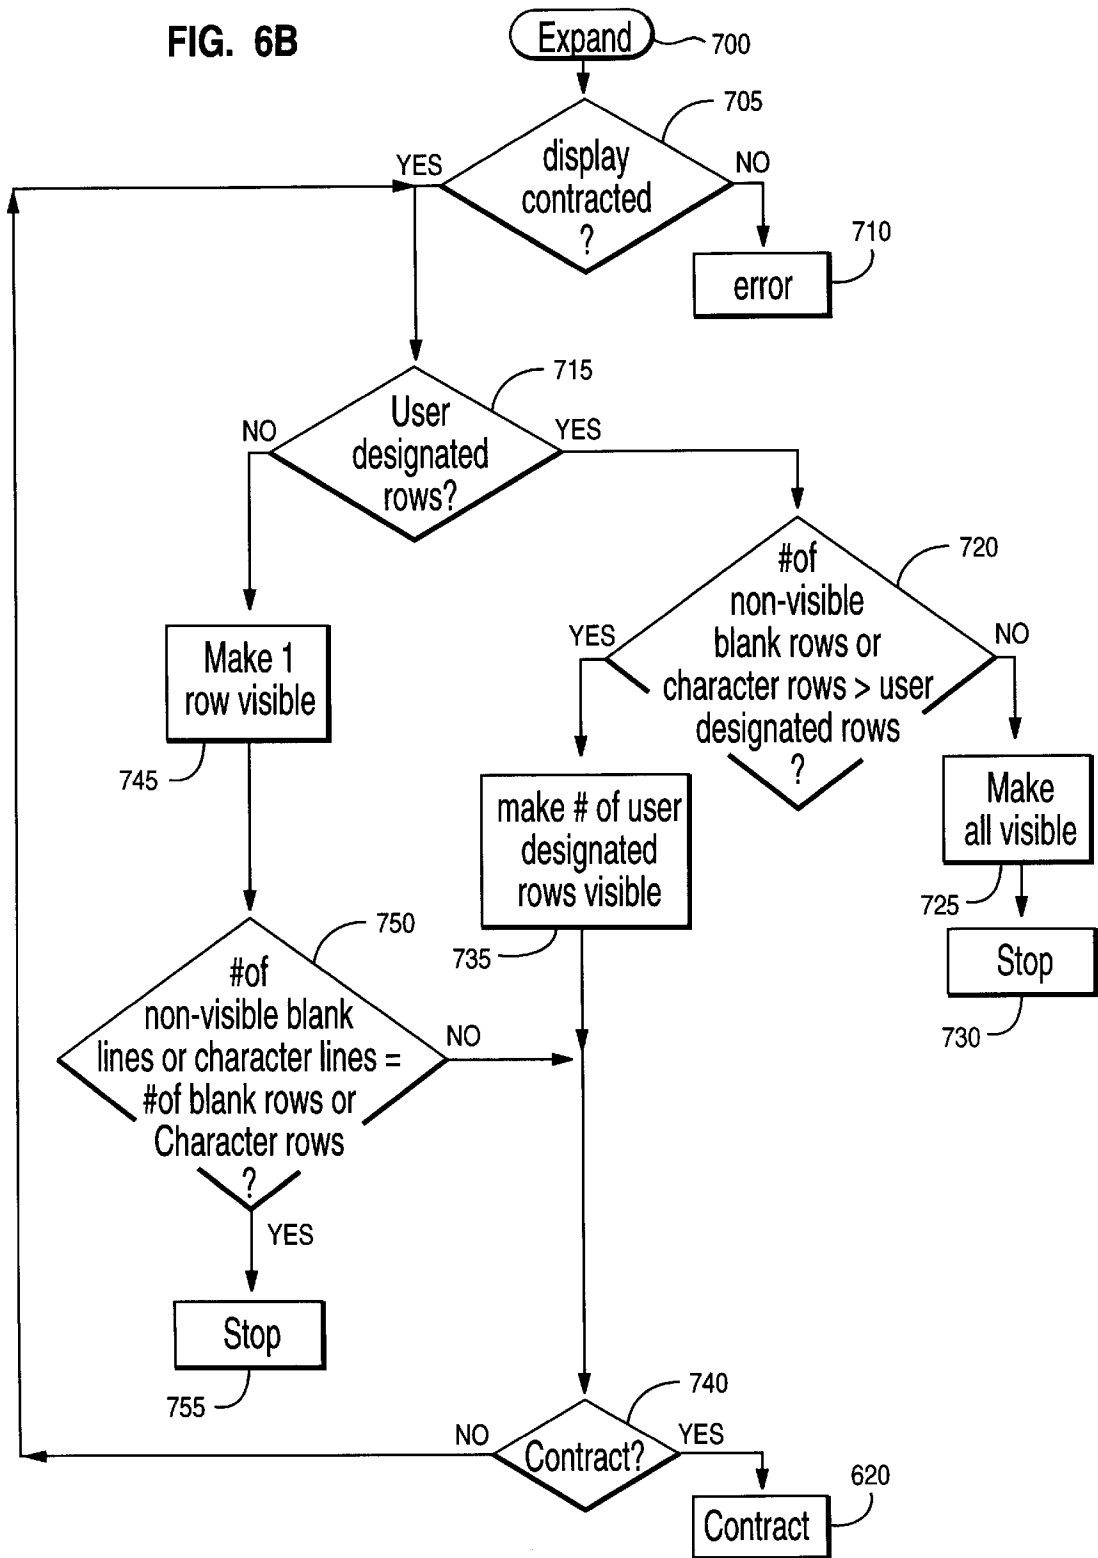 FIG. 6B
Expand
700
705
display
contracted
?
YES
NO
710
error
715
User
designated
rows?
NO
YES
720
#of
non-visible
blank rows or
character rows > user
designated rows
?
YES
NO
Make 1
row visible
745
make # of user
designated
rows visible
735
Make
all visible
725
Stop
730
750
#of
non-visible blank
lines or character lines =
#of blank rows or
Character rows
?
NO
YES
Stop
755
740
Contract?
NO
YES
620
Contract